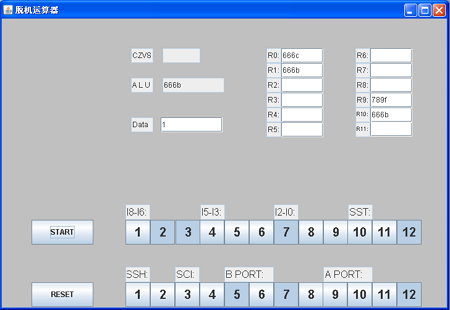 脱机运算器
CZVS
R0: 666c
R6:
R1: 666b
R7:
ALU 666b
R2:
R8:
R3:
R9: 789f
R4:
R10: 666b
Data 1
R5:
R11:
I8-I6: I5-I3: I2-I0: SST:
START 1 2 3 4 5 6 7 8 9 10 11 12
SSH: SCI: B PORT: A PORT:
RESET 1 2 3 4 5 6 7 8 9 10 11 12